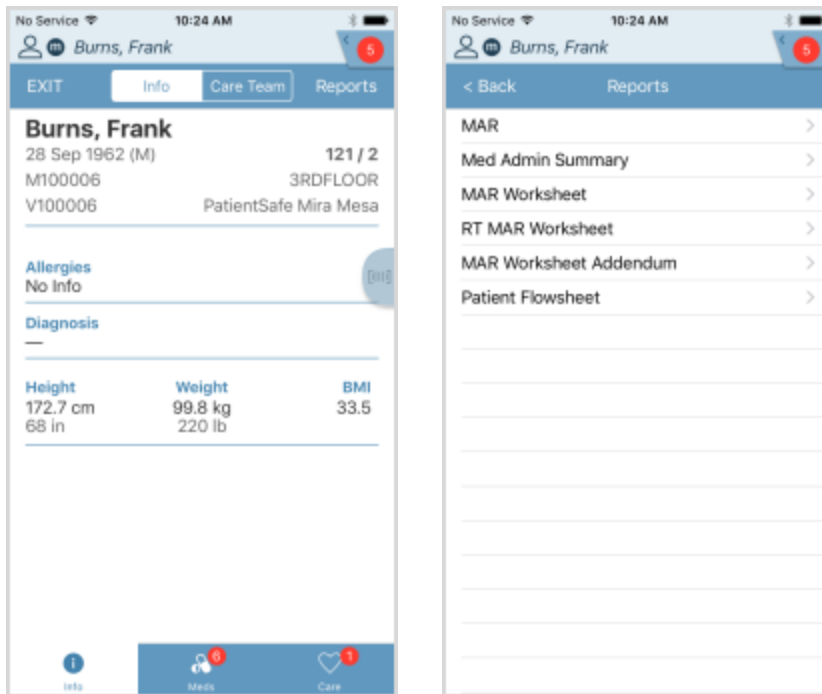 No Service 10:24 AM
m Burns, Frank
< 5
EXIT Info Care Team Reports
Burns, Frank
28 Sep 1962 (M) 121 / 2
M100006 3RDFLOOR
V100006 PatientSafe Mira Mesa
Allergies
No Info
Diagnosis
—
Height Weight BMI
172.7 cm 99.8 kg 33.5
68 in 220 lb
6 1
Info Meds Care
No Service 10:24 AM
m Burns, Frank
< 5
< Back Reports
MAR
Med Admin Summary
MAR Worksheet
RT MAR Worksheet
MAR Worksheet Addendum
Patient Flowsheet